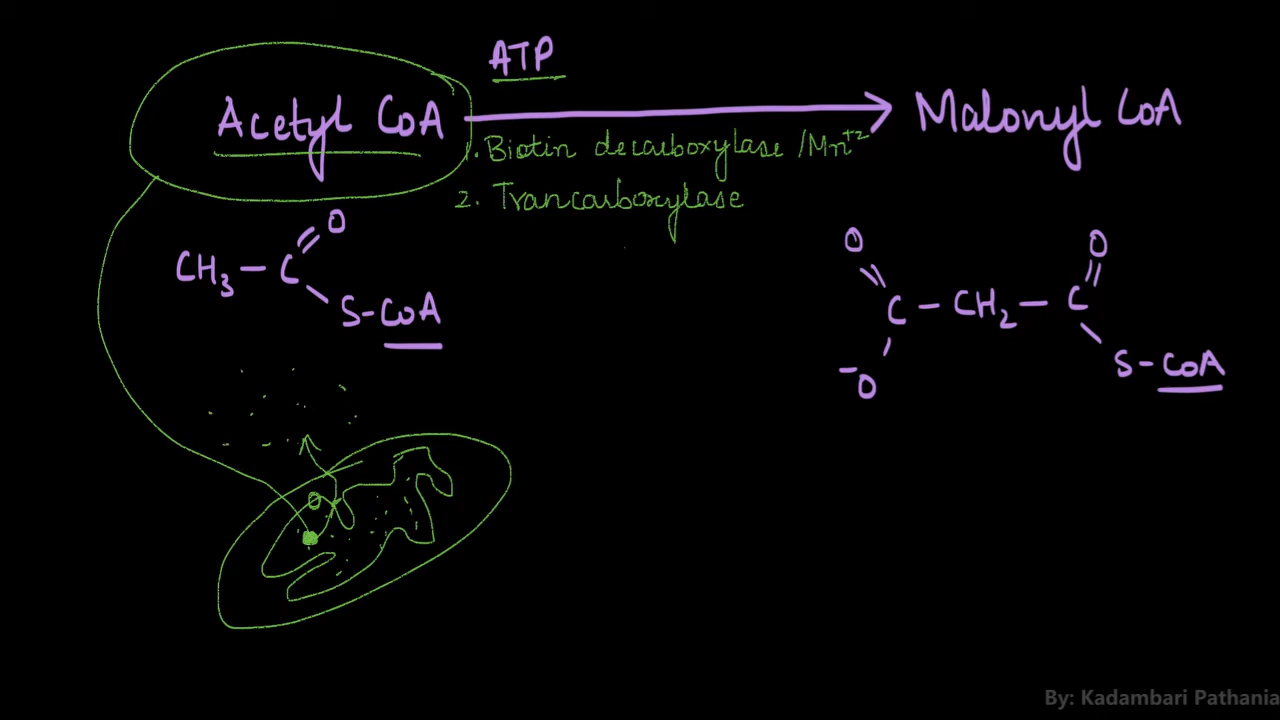 ATP
Acetyl CoA
Malonyl CoA
1. Biotin decarboxylase /Mn+2
2. Trancarboxylase
O
CH3 – C
S-CoA
O
O
C – CH2 – C
-O
S-CoA
By: Kadambari Pathania